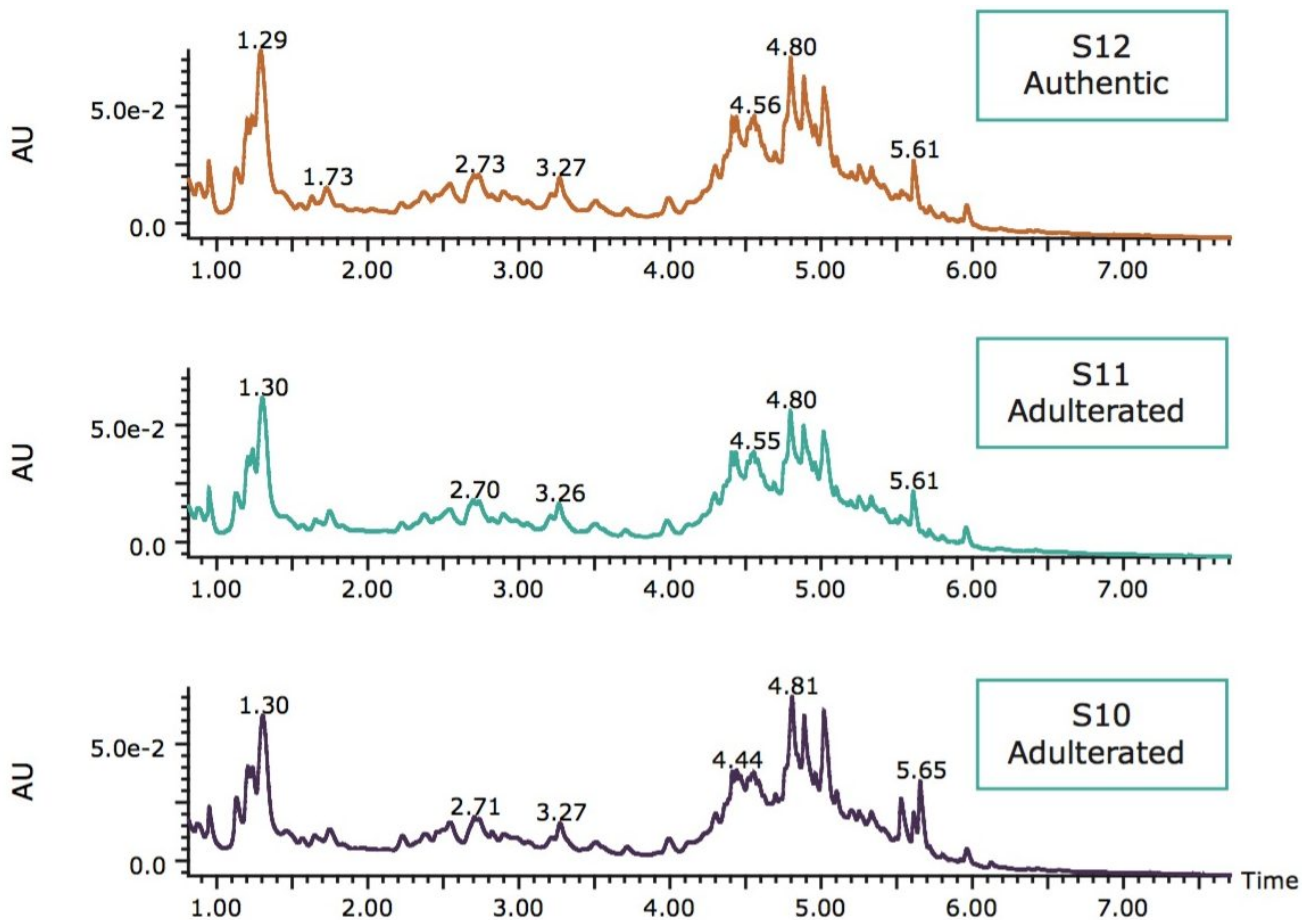 1.29
4.80
S12
Authentic
5.0e-2
4.56
AU
5.61
1.73
2.73
3.27
0.0
1.00 2.00 3.00 4.00 5.00 6.00 7.00
1.30
4.80
S11
Adulterated
5.0e-2
4.55
AU
5.61
2.70
3.26
0.0
1.00 2.00 3.00 4.00 5.00 6.00 7.00
1.30
4.81
S10
Adulterated
5.0e-2
4.44
5.65
AU
2.71
3.27
0.0
Time
1.00 2.00 3.00 4.00 5.00 6.00 7.00